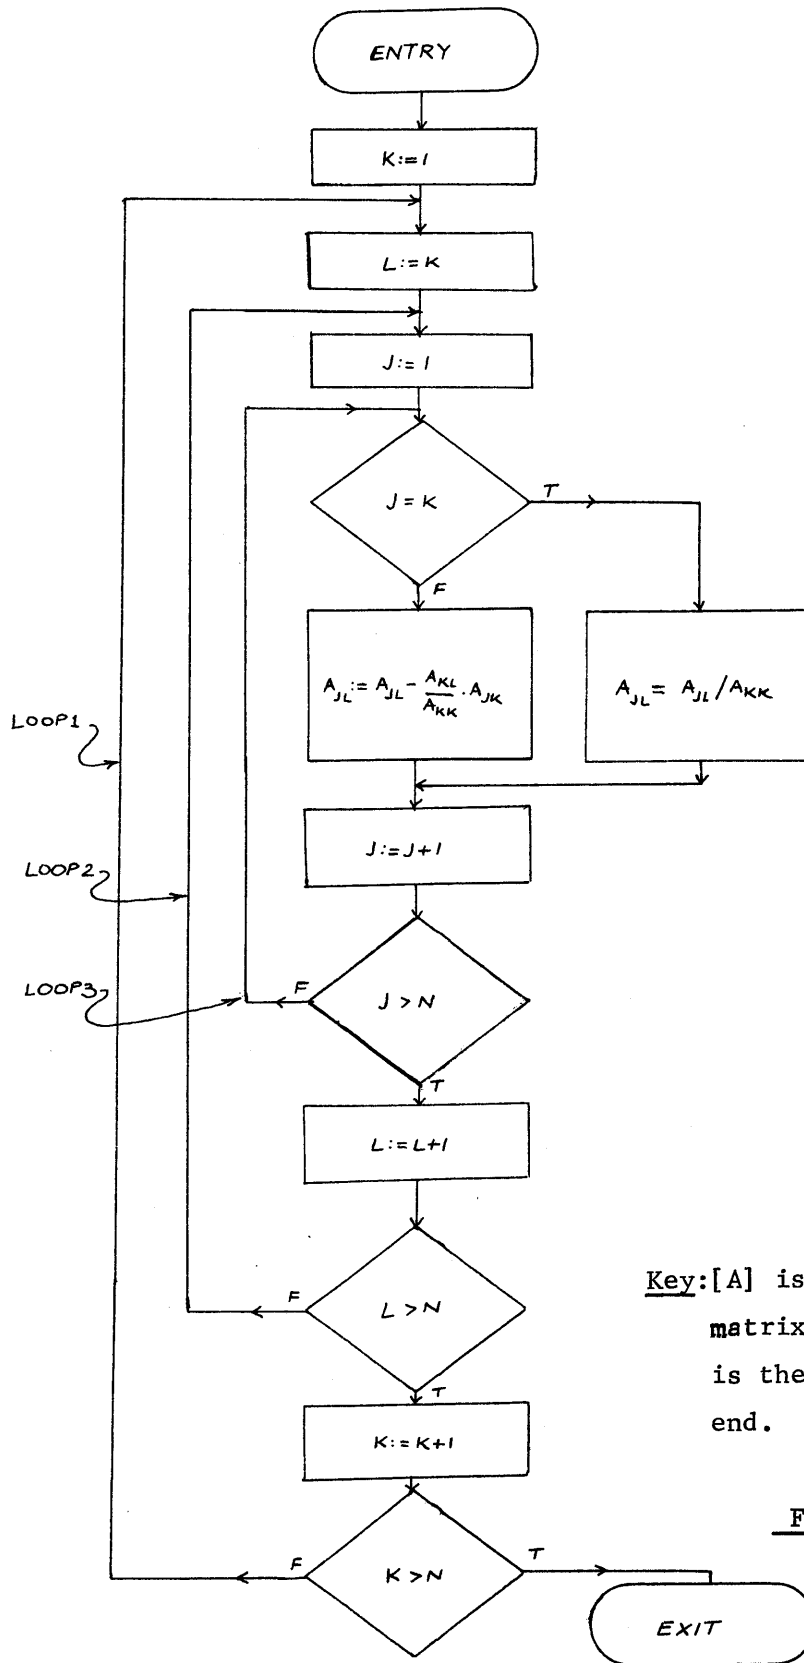 ENTRY
K:=1
L:=K
J:=1
J=K
T
F
A_JL := A_JL - A_KL/A_KK . A_JK
A_JL = A_JL / A_KK
LOOP1
J:=J+1
LOOP2
J>N
F
LOOP3
T
L:=L+1
L>N
F
T
Key:[A] is
matrix
is the
end.
K:=K+1
F
K>N
F
T
EXIT